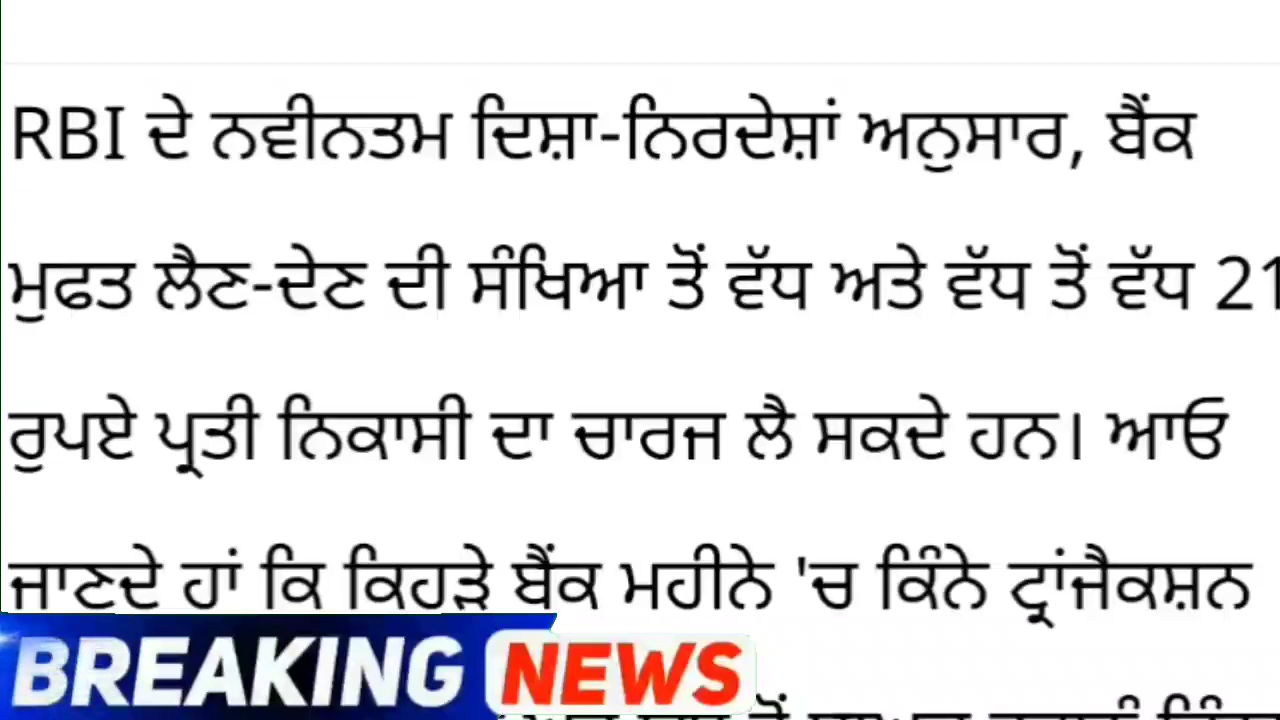 RBI ਦੇ ਨਵੀਨਤਮ ਦਿਸ਼ਾ-ਨਿਰਦੇਸ਼ਾਂ ਅਨੁਸਾਰ, ਬੈਂਕ
ਮੁਫਤ ਲੈਣ-ਦੇਣ ਦੀ ਸੰਖਿਆ ਤੋਂ ਵੱਧ ਅਤੇ ਵੱਧ ਤੋਂ ਵੱਧ 21
ਰੁਪਏ ਪ੍ਰਤੀ ਨਿਕਾਸੀ ਦਾ ਚਾਰਜ ਲੈ ਸਕਦੇ ਹਨ। ਆਓ
ਜਾਣਦੇ ਹਾਂ ਕਿ ਕਿਹੜੇ ਬੈਂਕ ਮਹੀਨੇ 'ਚ ਕਿੰਨੇ ਟ੍ਰਾਂਜੈਕਸ਼ਨ
BREAKING NEWS